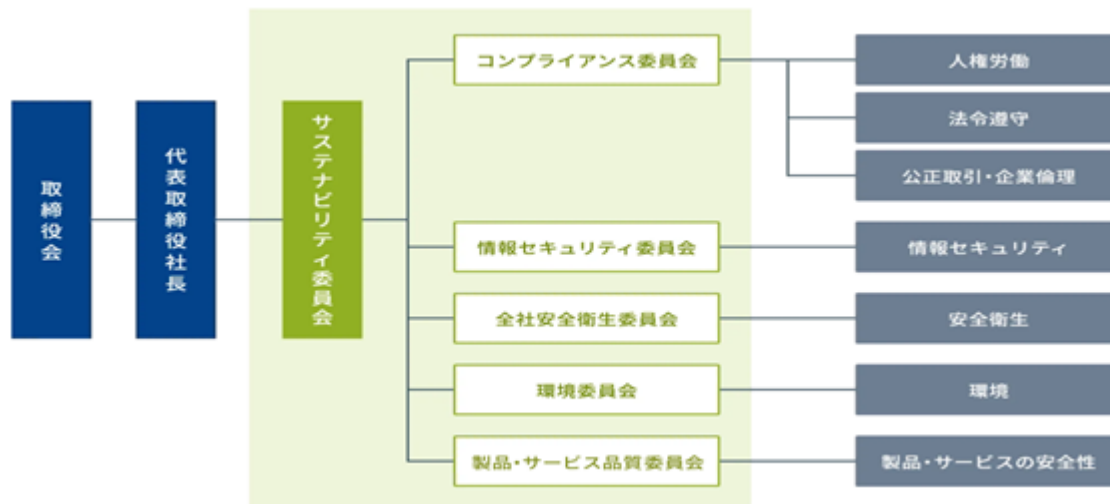 取締役会
代表取締役社長
サステナビリティ委員会
コンプライアンス委員会
人権労働
法令遵守
公正取引・企業倫理
情報セキュリティ委員会
情報セキュリティ
全社安全衛生委員会
安全衛生
環境委員会
環境
製品・サービス品質委員会
製品・サービスの安全性